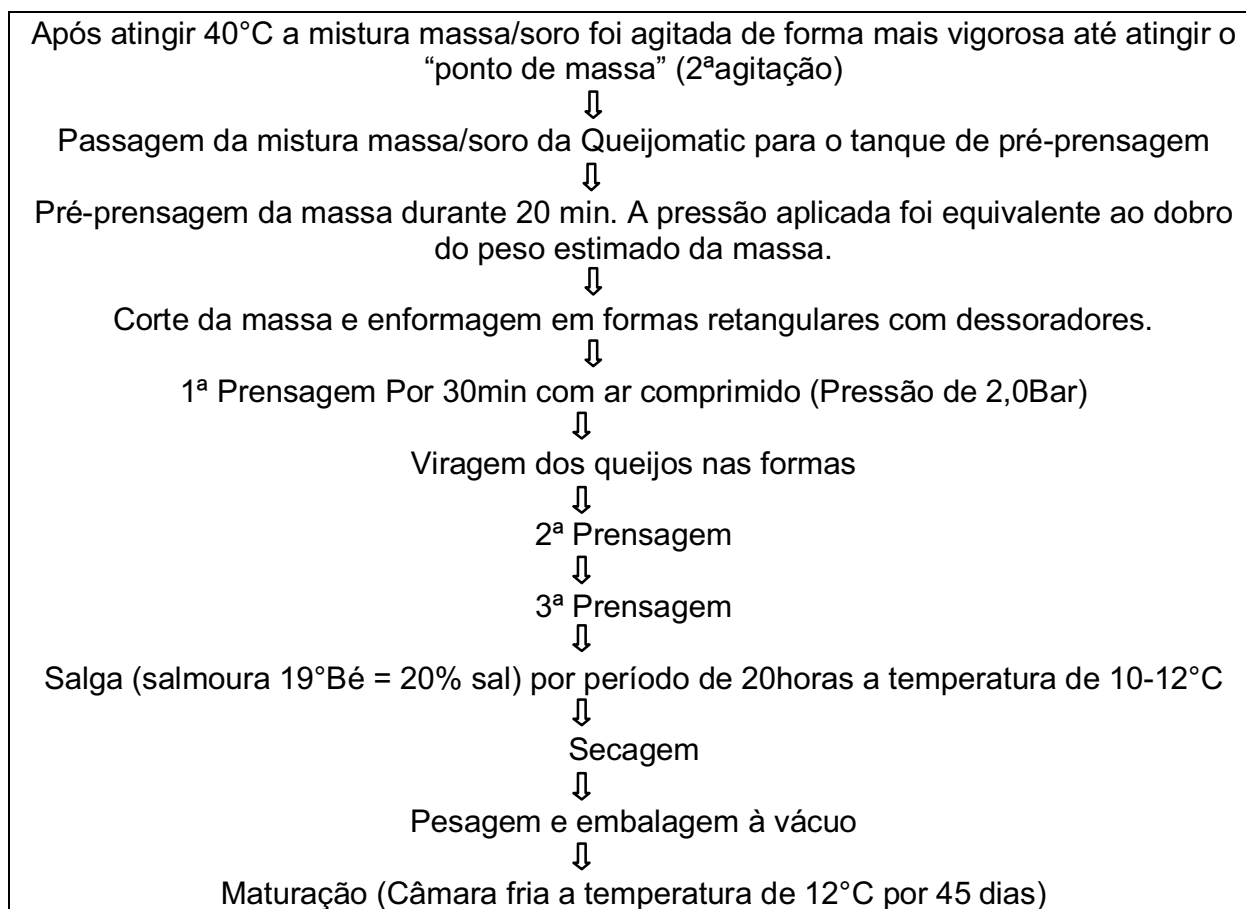 Após atingir 40°C a mistura massa/soro foi agitada de forma mais vigorosa até atingir o
“ponto de massa” (2ªagitação)
⇩
Passagem da mistura massa/soro da Queijomatic para o tanque de pré-prensagem
⇩
Pré-prensagem da massa durante 20 min. A pressão aplicada foi equivalente ao dobro
do peso estimado da massa.
⇩
Corte da massa e enformagem em formas retangulares com dessoradores.
⇩
1ª Prensagem Por 30min com ar comprimido (Pressão de 2,0Bar)
⇩
Viragem dos queijos nas formas
⇩
2ª Prensagem
⇩
3ª Prensagem
⇩
Salga (salmoura 19°Bé = 20% sal) por período de 20horas a temperatura de 10-12°C
⇩
Secagem
⇩
Pesagem e embalagem à vácuo
⇩
Maturação (Câmara fria a temperatura de 12°C por 45 dias)